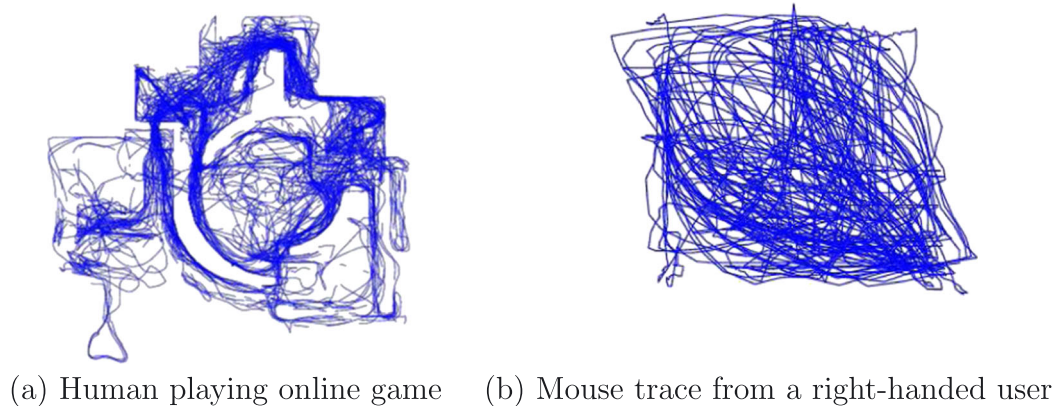 (a) Human playing online game
(b) Mouse trace from a right-handed user